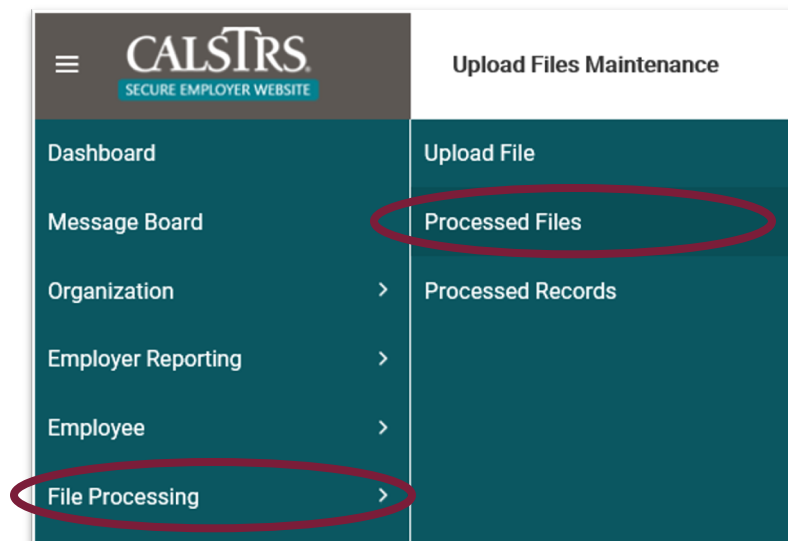 CALSTRS.
SECURE EMPLOYER WEBSITE
Upload Files Maintenance
Dashboard
Message Board
Organization
Employer Reporting
Employee
File Processing
Upload File
Processed Files
Processed Records